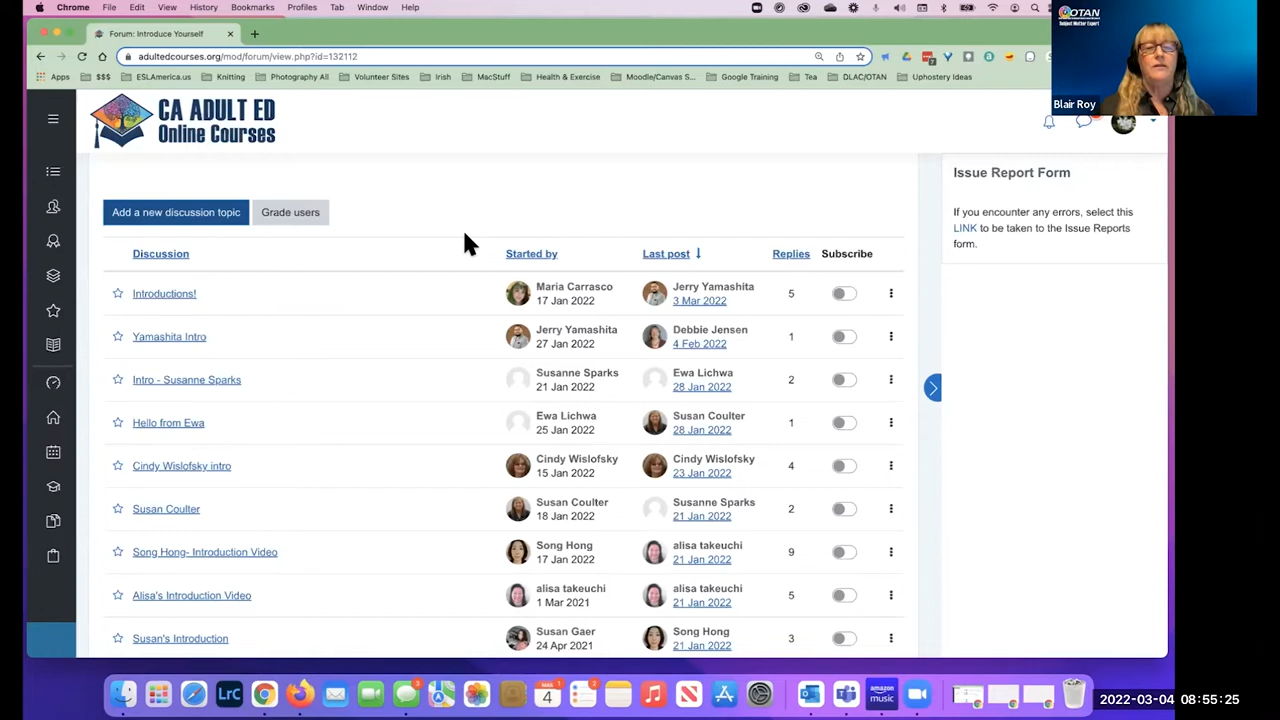 Chrome File Edit View History Bookmarks Profiles Tab Window Help
OTAN
Subject Matter Expert
Blair Roy
Forum: Introduce Yourself
adultedcourses.org/mod/forum/view.php?id=132112
Apps $$$ ESLAmerica.us Knitting Photography All Volunteer Sites Irish MacStuff Health & Exercise Moodle/Canvas S... Google Training Tea DLAC/OTAN Uphostery Ideas
CA ADULT ED
Online Courses
Issue Report Form
If you encounter any errors, select this
LINK to be taken to the Issue Reports
form.
Add a new discussion topic Grade users
Discussion Started by Last post ↓ Replies Subscribe
Introductions! Maria Carrasco 17 Jan 2022 Jerry Yamashita 3 Mar 2022 5
Yamashita Intro Jerry Yamashita 27 Jan 2022 Debbie Jensen 4 Feb 2022 1
Intro - Susanne Sparks Susanne Sparks 21 Jan 2022 Ewa Lichwa 28 Jan 2022 2
Hello from Ewa Ewa Lichwa 25 Jan 2022 Susan Coulter 28 Jan 2022 1
Cindy Wislofsky intro Cindy Wislofsky 15 Jan 2022 Cindy Wislofsky 23 Jan 2022 4
Susan Coulter Susan Coulter 18 Jan 2022 Susanne Sparks 21 Jan 2022 2
Song Hong- Introduction Video Song Hong 17 Jan 2022 alisa takeuchi 21 Jan 2022 9
Alisa's Introduction Video alisa takeuchi 1 Mar 2021 alisa takeuchi 21 Jan 2022 5
Susan's Introduction Susan Gaer 24 Apr 2021 Song Hong 21 Jan 2022 3
LrC
MAR
4
amazon
music
2022-03-04 08:55:25